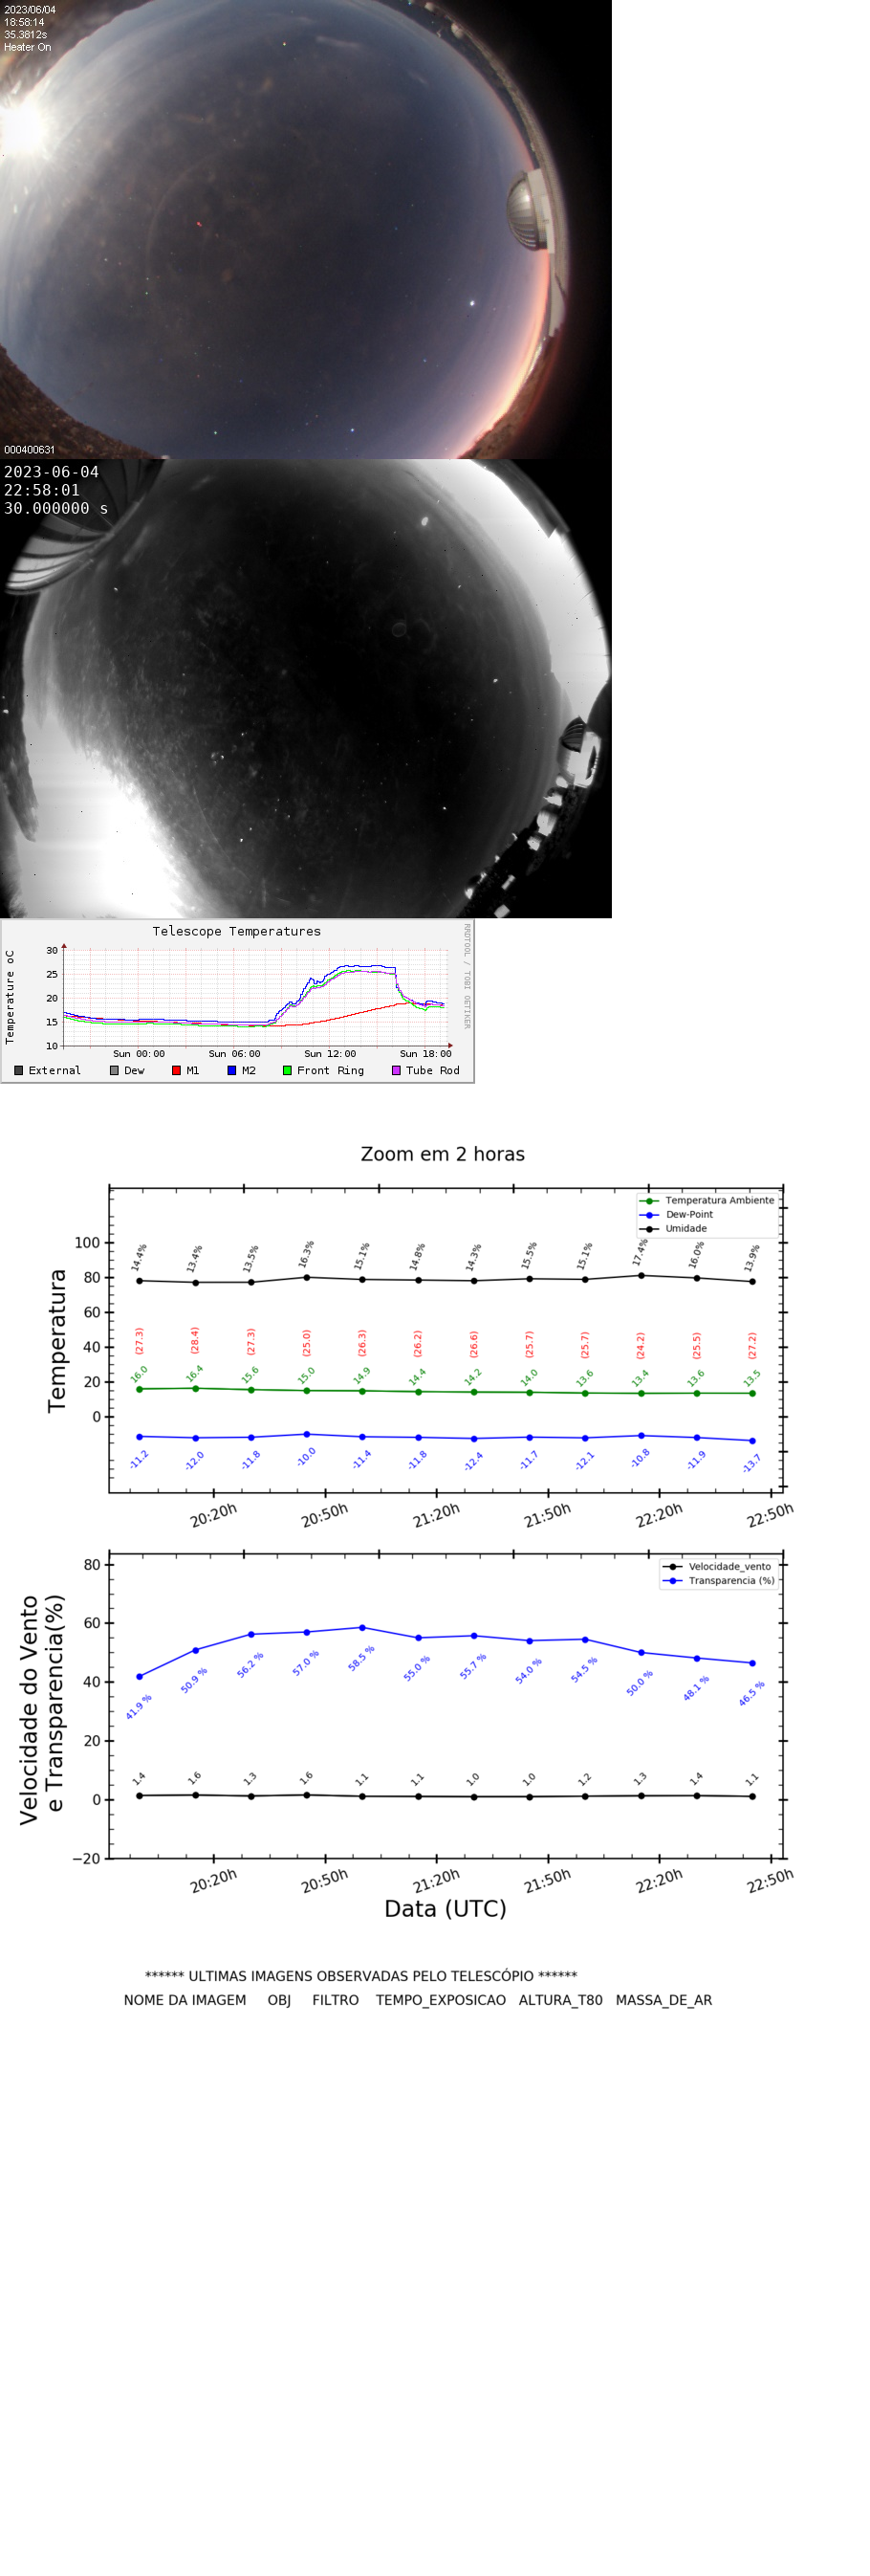 2023/06/04
18:58:14
35.3812s
Heater On
000400631
2023-06-04
22:58:01
30.000000 s
Telescope Temperatures
RRDTOOL / TOBI OETIKER
Temperature oC
30
25
20
15
10
Sun 00:00 Sun 06:00 Sun 12:00 Sun 18:00
External Dew M1 M2 Front Ring Tube Rod
Zoom em 2 horas
Temperatura Ambiente
Dew-Point
Umidade
Temperatura
100
80
60
40
20
0
14.4% 13.4% 13.5% 16.3% 15.1% 14.8% 14.3% 15.5% 15.1% 17.4% 16.0% 13.9%
(27.3) (28.4) (27.3) (25.0) (26.3) (26.2) (26.6) (25.7) (25.7) (24.2) (25.5) (27.2)
16.0 16.4 15.6 15.0 14.9 14.4 14.2 14.0 13.6 13.4 13.6 13.5
-11.2 -12.0 -11.8 -10.0 -11.4 -11.8 -12.4 -11.7 -12.1 -10.8 -11.9 -13.7
20:20h 20:50h 21:20h 21:50h 22:20h 22:50h
Velocidade_vento
Transparencia (%)
Velocidade do Vento
e Transparencia(%)
80
60
40
20
0
−20
41.9 % 50.9 % 56.2 % 57.0 % 58.5 % 55.0 % 55.7 % 54.0 % 54.5 % 50.0 % 48.1 % 46.5 %
1.4 1.6 1.3 1.6 1.1 1.1 1.0 1.0 1.2 1.3 1.4 1.1
20:20h 20:50h 21:20h 21:50h 22:20h 22:50h
Data (UTC)
****** ULTIMAS IMAGENS OBSERVADAS PELO TELESCÓPIO ******
NOME DA IMAGEM OBJ FILTRO TEMPO_EXPOSICAO ALTURA_T80 MASSA_DE_AR